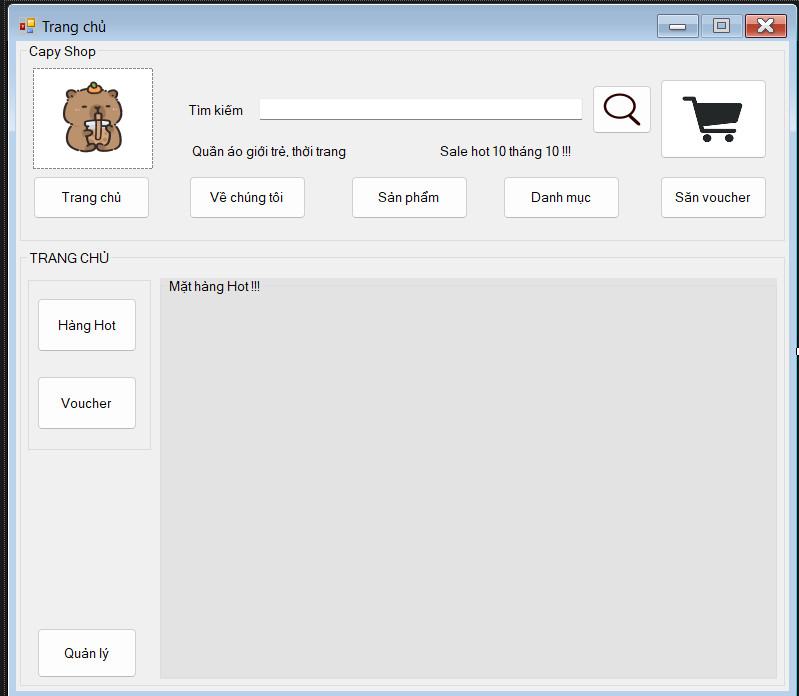 Trang chủ
Capy Shop
Tìm kiếm
Quần áo giới trẻ, thời trang
Sale hot 10 tháng 10 !!!
Trang chủ
Về chúng tôi
Sản phẩm
Danh mục
Săn voucher
TRANG CHỦ
Mặt hàng Hot !!!
Hàng Hot
Voucher
Quản lý